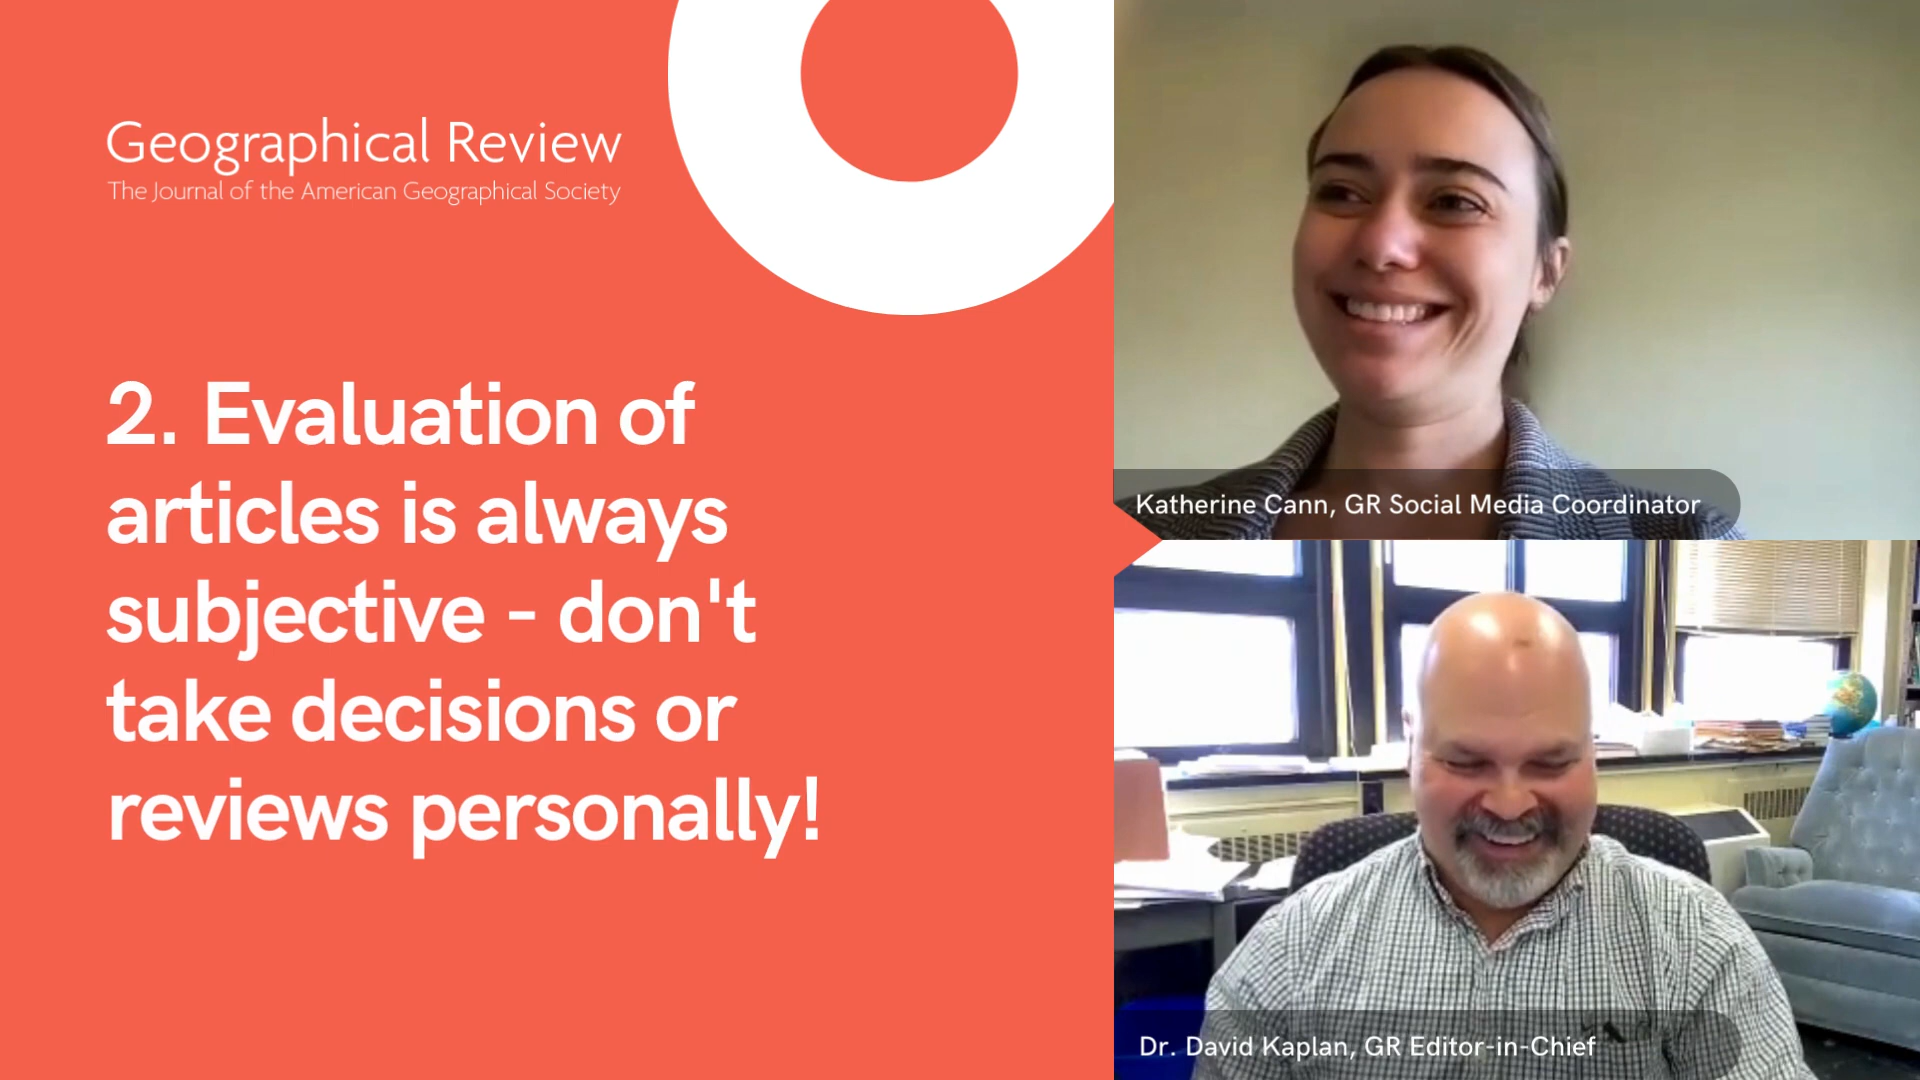 Geographical Review
The Journal of the American Geographical Society
2. Evaluation of
articles is always
subjective - don't
take decisions or
reviews personally!
Katherine Cann, GR Social Media Coordinator
Dr. David Kaplan, GR Editor-in-Chief